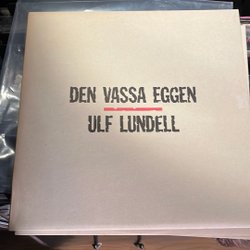 DEN VASSA EGGEN
ULF LUNDELL